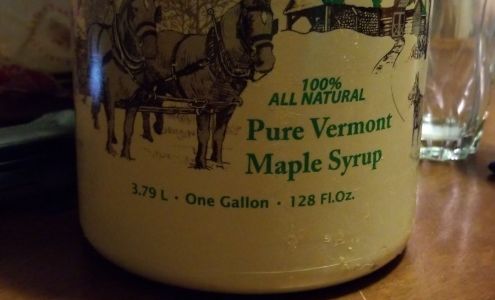 100%
ALL NATURAL
Pure Vermont
Maple Syrup
3.79 L · One Gallon · 128 Fl.Oz.